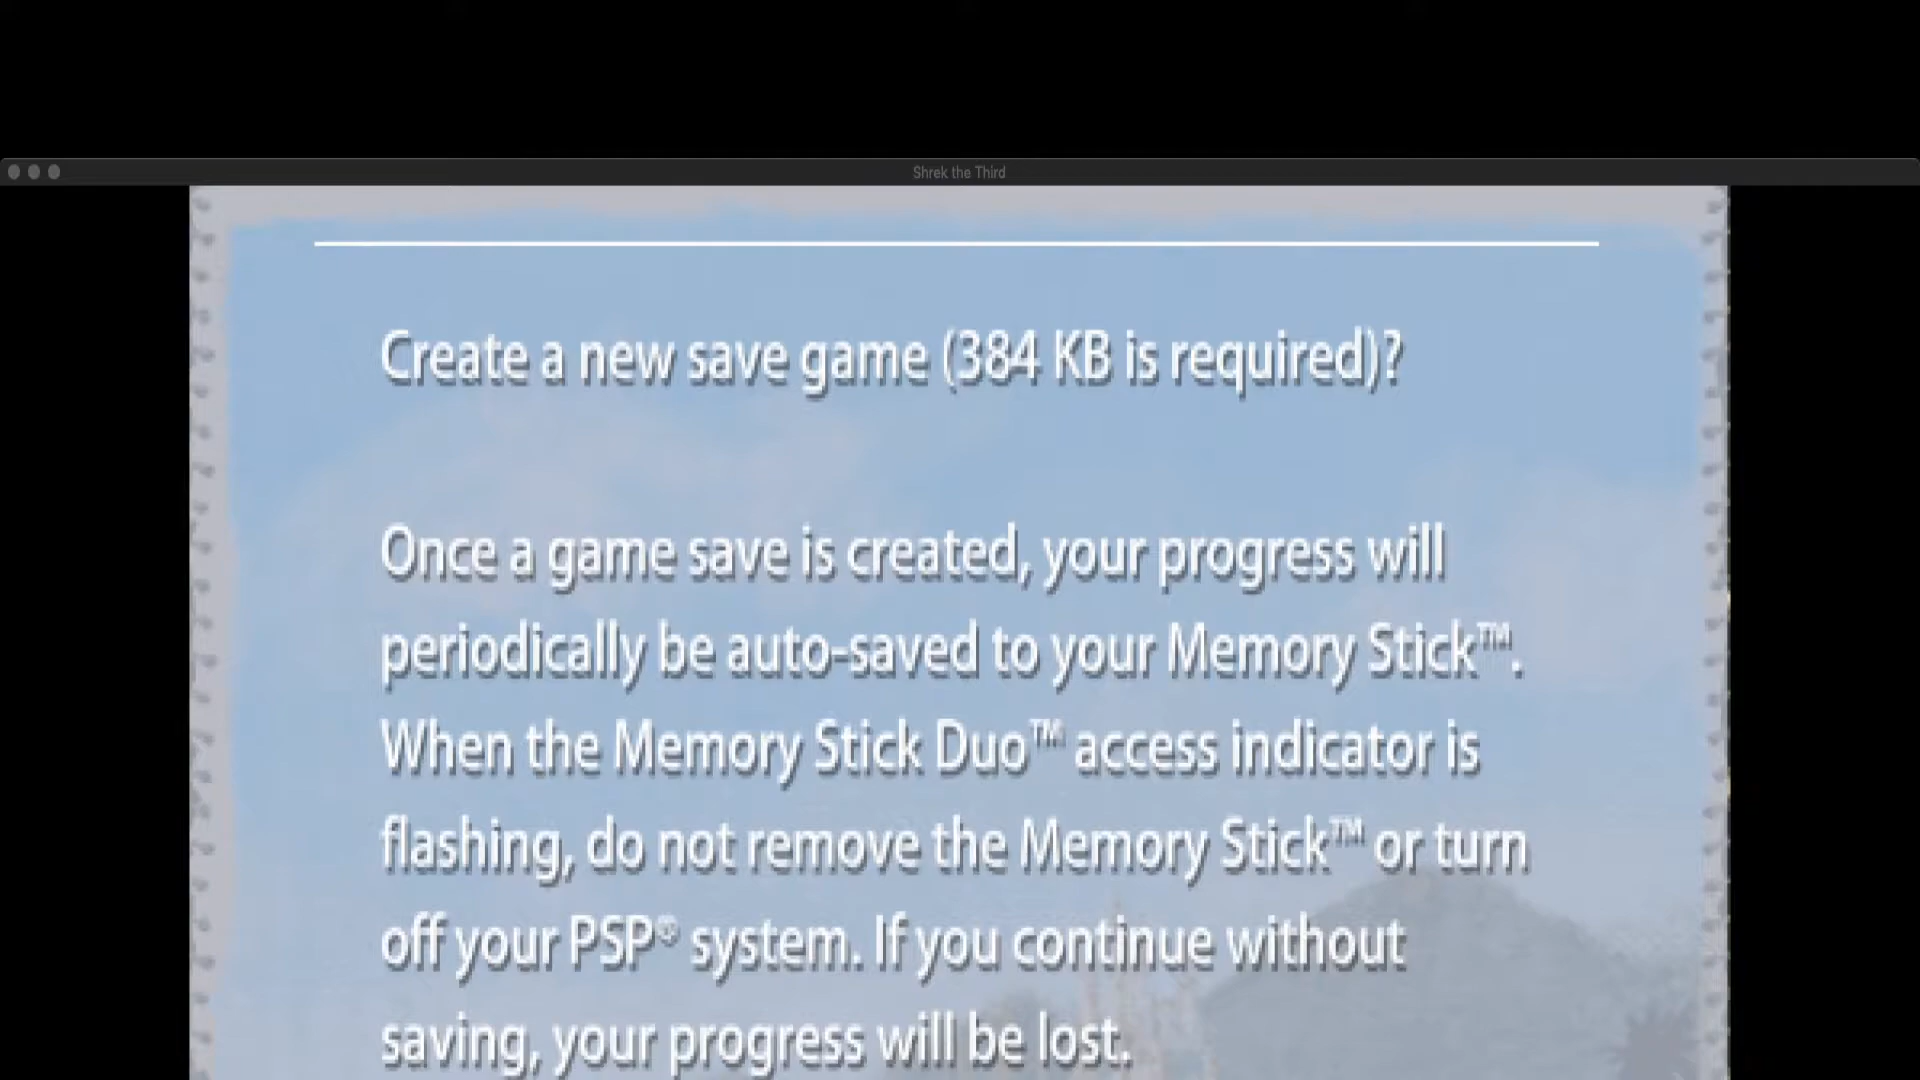 Shrek the Third
Create a new save game (384 KB is required)?
Once a game save is created, your progress will
periodically be auto-saved to your Memory Stick™.
When the Memory Stick Duo™ access indicator is
flashing, do not remove the Memory Stick™ or turn
off your PSP® system. If you continue without
saving, your progress will be lost.